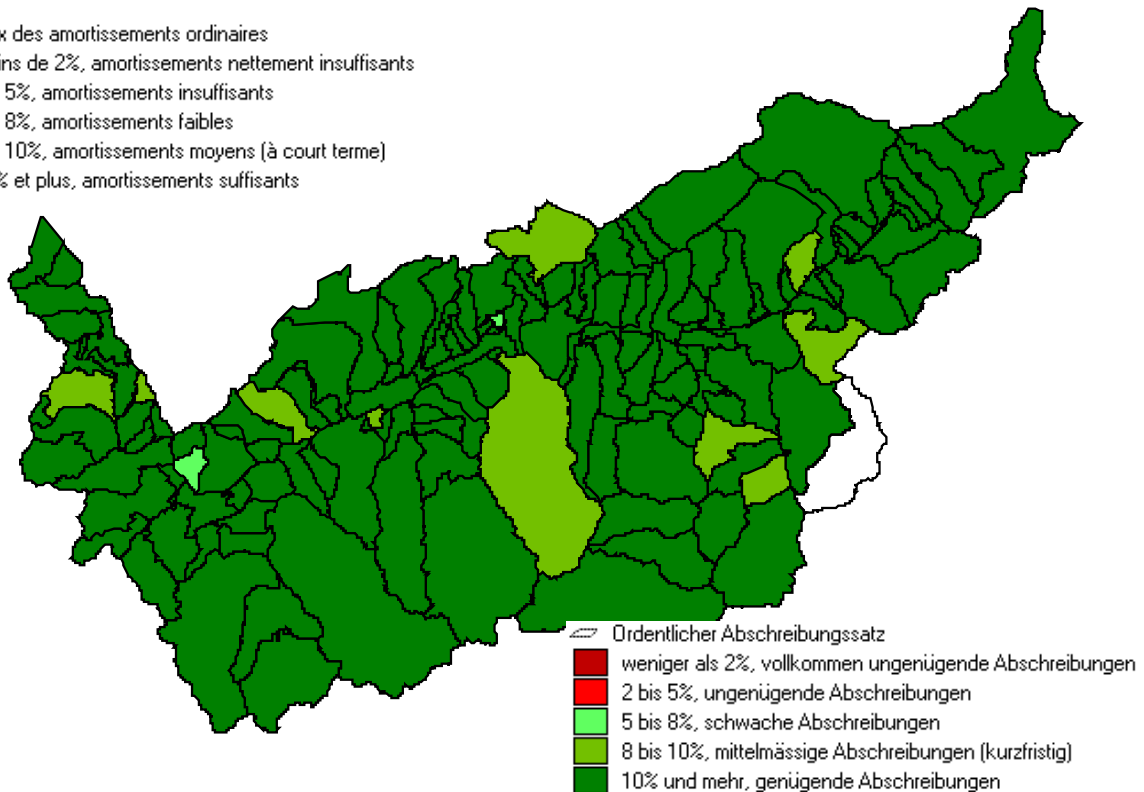 des amortissements ordinaires
de 2%, amortissements nettement insuffisants
5%, amortissements insuffisants
8%, amortissements faibles
10%, amortissements moyens (à court terme)
% et plus, amortissements suffisants
Ordentlicher Abschreibungssatz
weniger als 2%, vollkommen ungenügende Abschreibungen
2 bis 5%, ungenügende Abschreibungen
5 bis 8%, schwache Abschreibungen
8 bis 10%, mittelmässige Abschreibungen (kurzfristig)
10% und mehr, genügende Abschreibungen